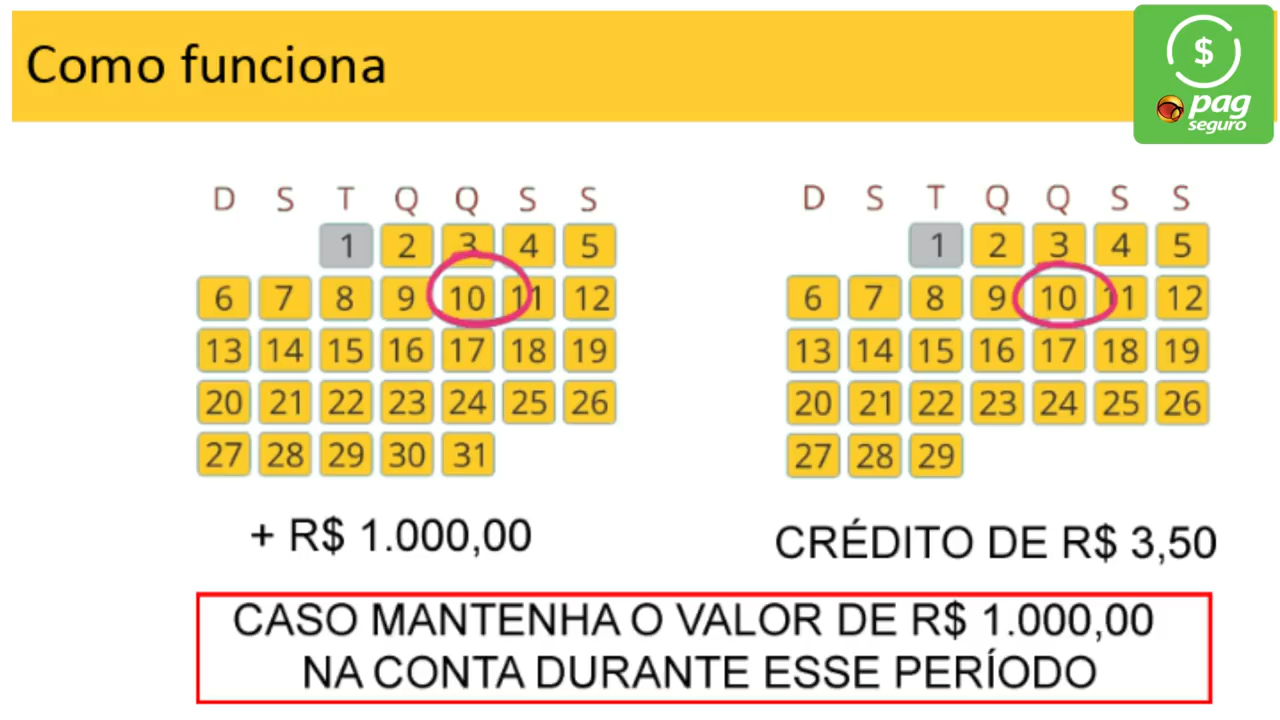 Como funciona
$
pag
seguro
D S T Q Q S S
1 2 3 4 5
6 7 8 9 10 11 12
13 14 15 16 17 18 19
20 21 22 23 24 25 26
27 28 29 30 31
+ R$ 1.000,00
D S T Q Q S S
1 2 3 4 5
6 7 8 9 10 11 12
13 14 15 16 17 18 19
20 21 22 23 24 25 26
27 28 29
CRÉDITO DE R$ 3,50
CASO MANTENHA O VALOR DE R$ 1.000,00
NA CONTA DURANTE ESSE PERÍODO